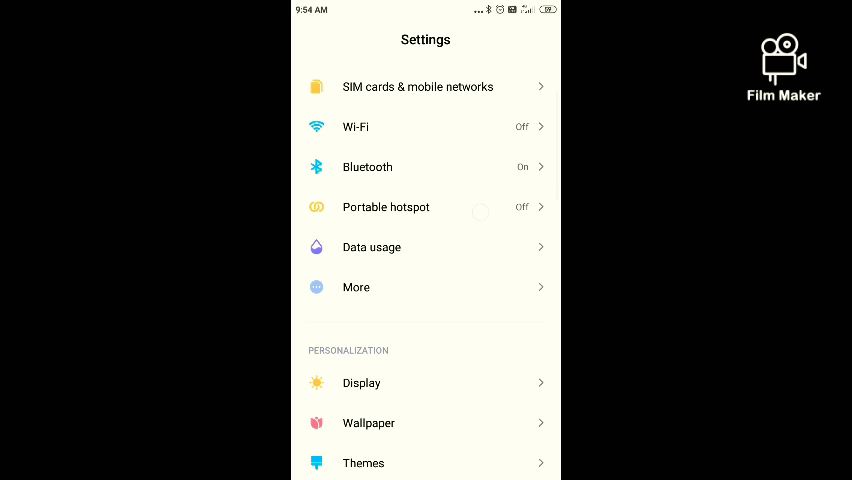 9:54 AM
Settings
Film Maker
SIM cards & mobile networks
Wi-Fi Off
Bluetooth On
Portable hotspot Off
Data usage
More
PERSONALIZATION
Display
Wallpaper
Themes